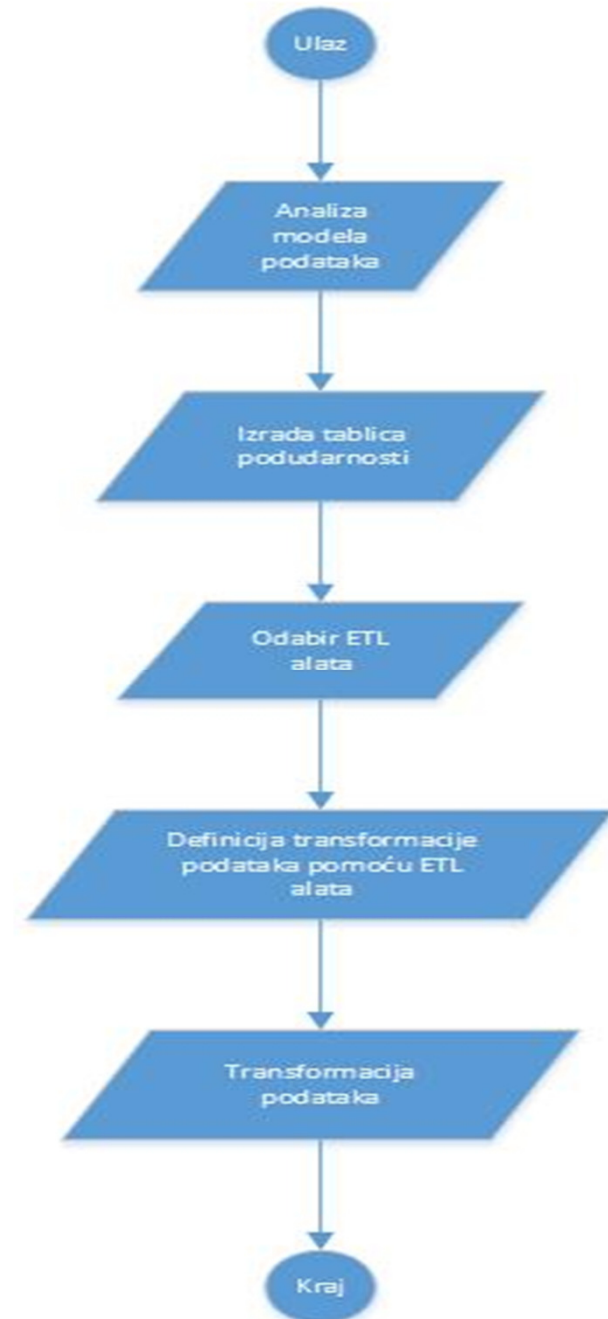 Ulaz
Analiza
modela
podataka
Izrada tablica
podudarnosti
Odabir ETL
alata
Definicija transformacije
podataka pomoću ETL
alata
Transformacija
podataka
Kraj